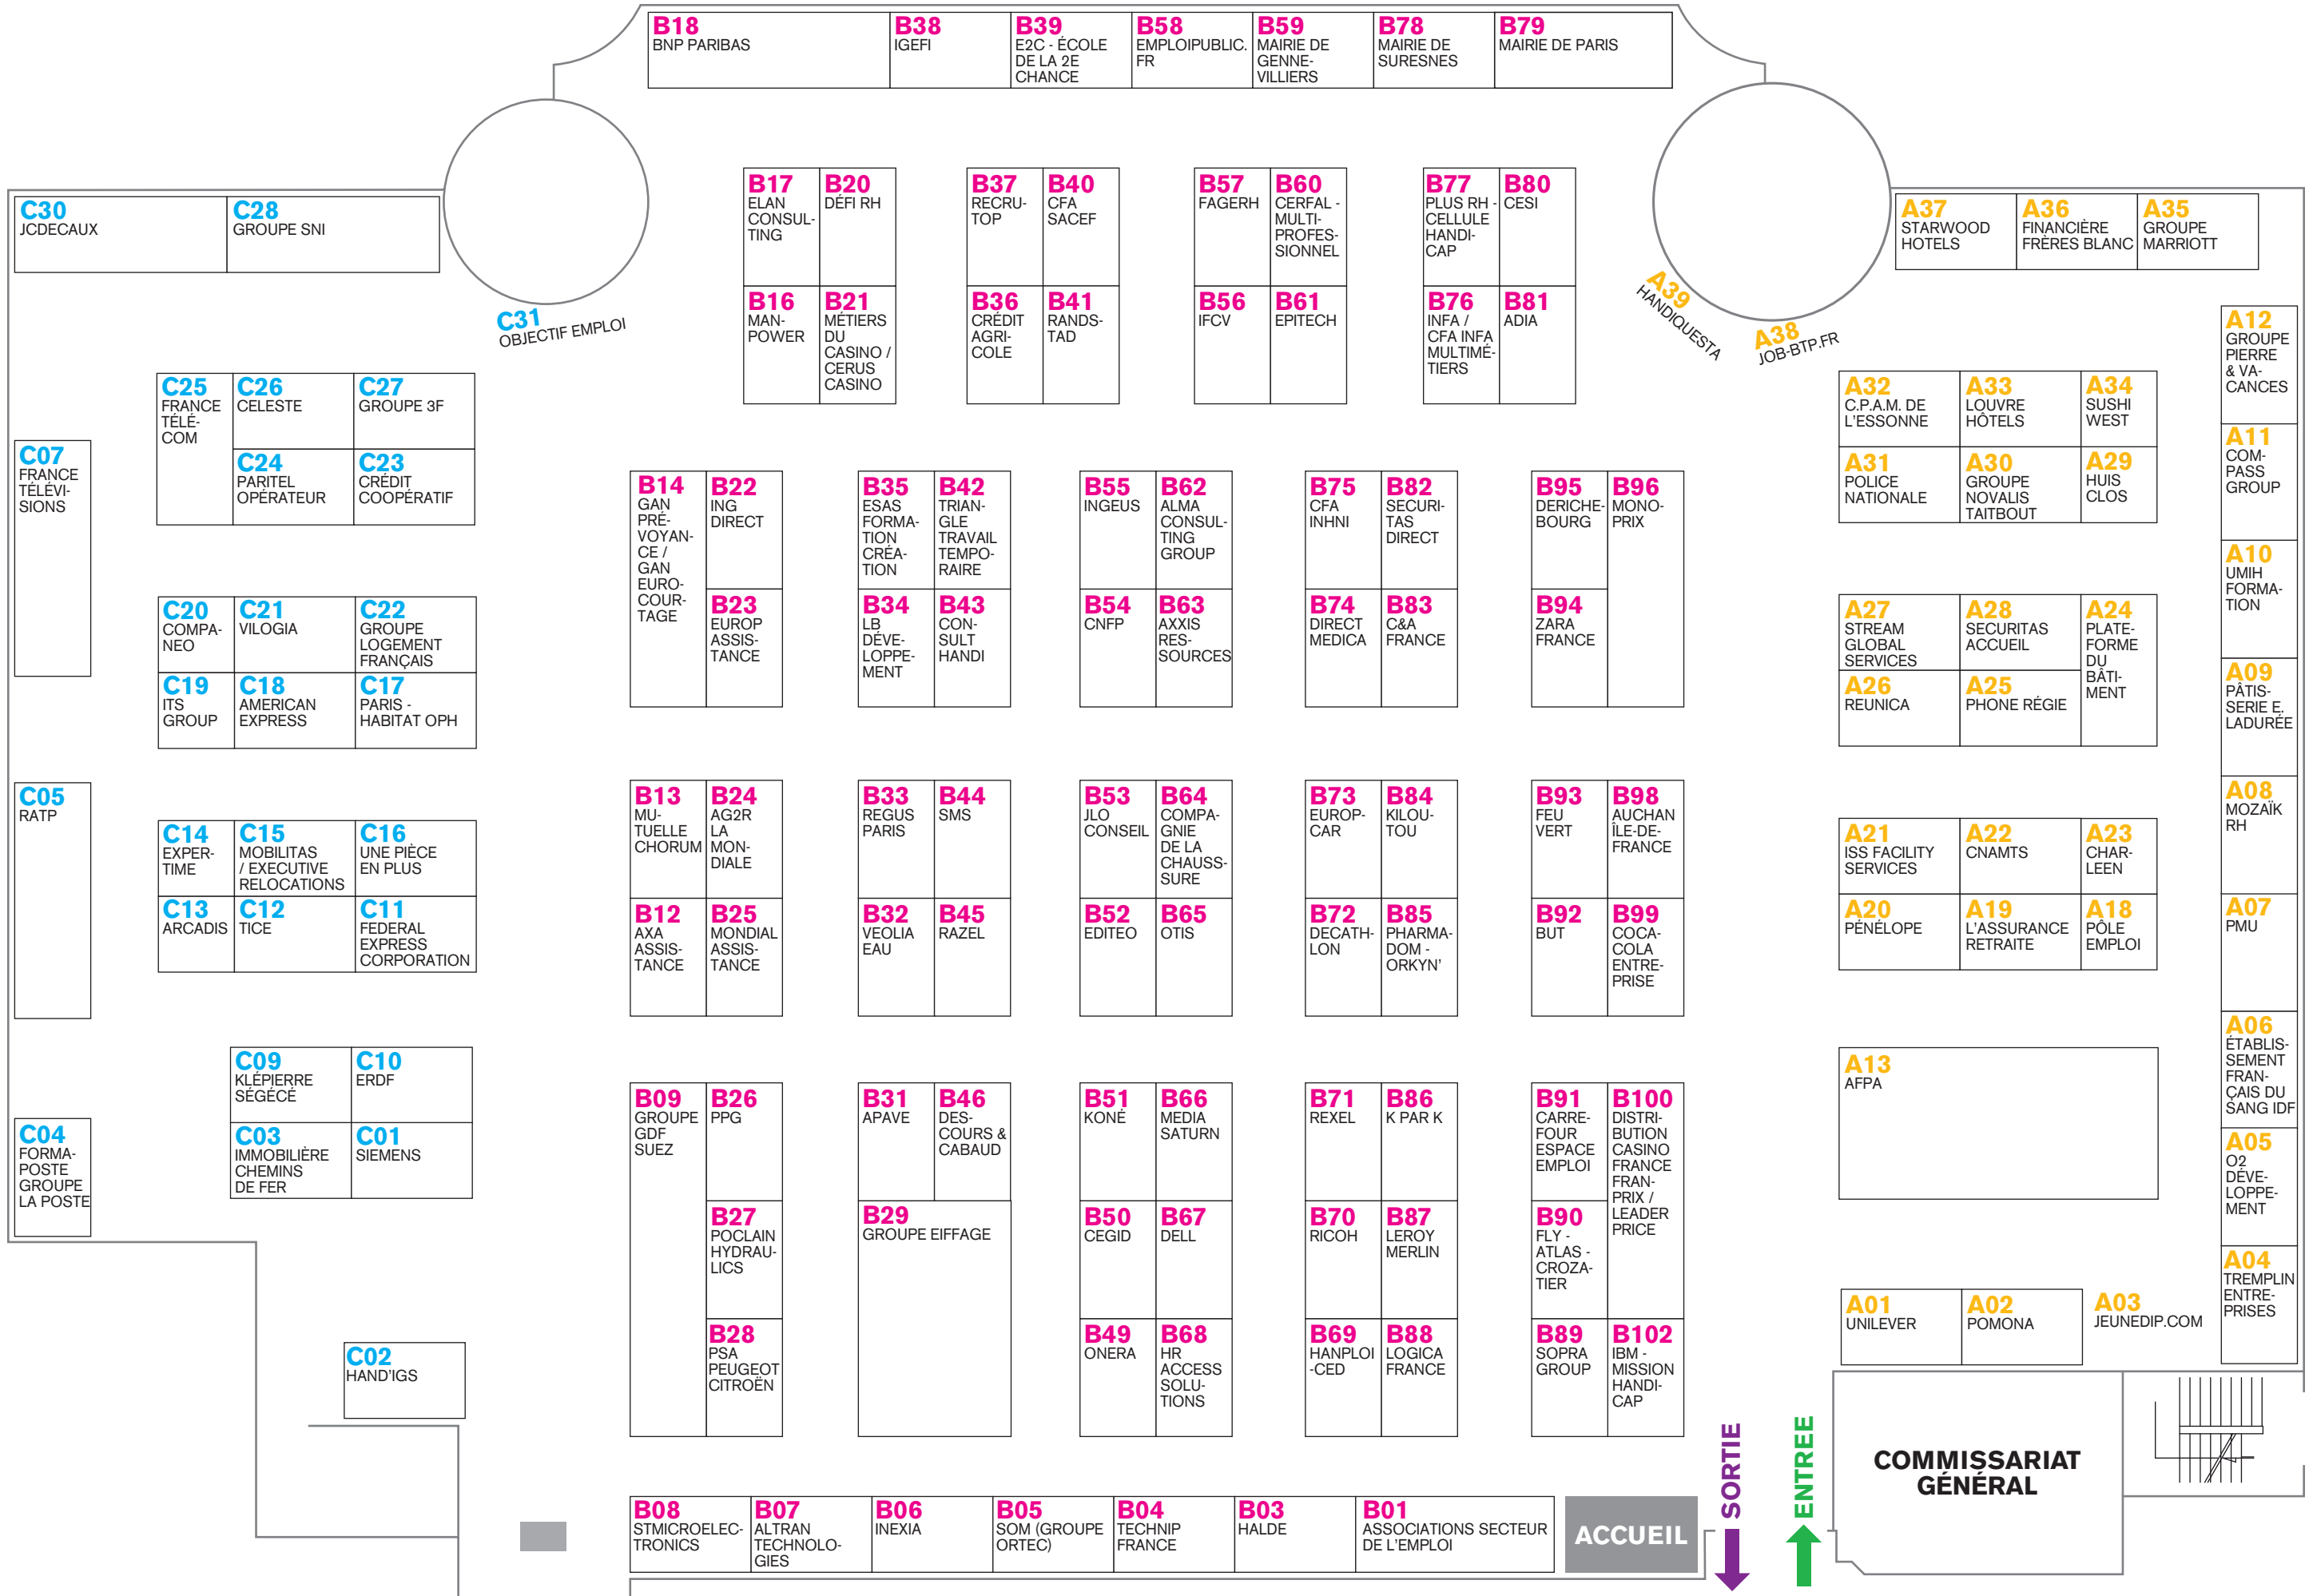 B18
BNP PARIBAS
B38
IGEFI
B39
E2C - ÉCOLE
DE LA 2E
CHANCE
B58
EMPLOIPUBLIC.
FR
B59
MAIRIE DE
GENNE-
VILLIERS
B78
MAIRIE DE
SURESNES
B79
MAIRIE DE PARIS
C30
JCDECAUX
C28
GROUPE SNI
C31
OBJECTIF EMPLOI
B17
ELAN
CONSUL-
TING
B20
DÉFI RH
B16
MAN-
POWER
B21
MÉTIERS
DU
CASINO /
CERUS
CASINO
B37
RECRU-
TOP
B40
CFA
SACEF
B36
CRÉDIT
AGRI-
COLE
B41
RANDS-
TAD
B57
FAGERH
B60
CERFAL -
MULTI-
PROFES-
SIONNEL
B56
IFCV
B61
EPITECH
B77
PLUS RH -
CELLULE
HANDI-
CAP
B80
CESI
B76
INFA /
CFA INFA
MULTIMÉ-
TIERS
B81
ADIA
A39
HANDIQUESTA
A38
JOB-BTP.FR
A37
STARWOOD
HOTELS
A36
FINANCIÈRE
FRÈRES BLANC
A35
GROUPE
MARRIOTT
C25
FRANCE
TÉLÉ-
COM
C26
CELESTE
C27
GROUPE 3F
C24
PARITEL
OPÉRATEUR
C23
CRÉDIT
COOPÉRATIF
C07
FRANCE
TÉLÉVI-
SIONS
C20
COMPA-
NEO
C21
VILOGIA
C22
GROUPE
LOGEMENT
FRANÇAIS
C19
ITS
GROUP
C18
AMERICAN
EXPRESS
C17
PARIS -
HABITAT OPH
C05
RATP
C14
EXPER-
TIME
C15
MOBILITAS
/ EXECUTIVE
RELOCATIONS
C16
UNE PIÈCE
EN PLUS
C13
ARCADIS
C12
TICE
C11
FEDERAL
EXPRESS
CORPORATION
C09
KLÉPIERRE
SÉGÉCÉ
C10
ERDF
C03
IMMOBILIÈRE
CHEMINS
DE FER
C01
SIEMENS
C04
FORMA-
POSTE
GROUPE
LA POSTE
C02
HAND'IGS
B14
GAN
PRÉ-
VOYAN-
CE /
GAN
EURO-
COUR-
TAGE
B22
ING
DIRECT
B23
EUROP
ASSIS-
TANCE
B35
ESAS
FORMA-
TION
CRÉA-
TION
B42
TRIAN-
GLE
TRAVAIL
TEMPO-
RAIRE
B34
LB
DÉVE-
LOPPE-
MENT
B43
CON-
SULT
HANDI
B55
INGEUS
B62
ALMA
CONSUL-
TING
GROUP
B54
CNFP
B63
AXXIS
RES-
SOURCES
B75
CFA
INHNI
B82
SECURI-
TAS
DIRECT
B74
DIRECT
MEDICA
B83
C&A
FRANCE
B95
DERICHE-
BOURG
B96
MONO-
PRIX
B94
ZARA
FRANCE
B13
MU-
TUELLE
CHORUM
B24
AG2R
LA
MON-
DIALE
B12
AXA
ASSIS-
TANCE
B25
MONDIAL
ASSIS-
TANCE
B33
REGUS
PARIS
B44
SMS
B32
VEOLIA
EAU
B45
RAZEL
B53
JLO
CONSEIL
B64
COMPA-
GNIE
DE LA
CHAUSS-
SURE
B52
EDITEO
B65
OTIS
B73
EUROP-
CAR
B84
KILOU-
TOU
B72
DECATH-
LON
B85
PHARMA-
DOM -
ORKYN'
B93
FEU
VERT
B98
AUCHAN
ÎLE-DE-
FRANCE
B92
BUT
B99
COCA-
COLA
ENTRE-
PRISE
B09
GROUPE
GDF
SUEZ
B26
PPG
B27
POCLAIN
HYDRAU-
LICS
B28
PSA
PEUGEOT
CITROËN
B31
APAVE
B46
DES-
COURS &
CABAUD
B29
GROUPE EIFFAGE
B51
KONÉ
B66
MEDIA
SATURN
B50
CEGID
B67
DELL
B49
ONERA
B68
HR
ACCESS
SOLU-
TIONS
B71
REXEL
B86
K PAR K
B70
RICOH
B87
LEROY
MERLIN
B69
HANPLOI
-CED
B88
LOGICA
FRANCE
B91
CARRE-
FOUR
ESPACE
EMPLOI
B100
DISTRI-
BUTION
CASINO
FRANCE
FRAN-
PRIX /
LEADER
PRICE
B90
FLY -
ATLAS -
CROZA-
TIER
B89
SOPRA
GROUP
B102
IBM -
MISSION
HANDI-
CAP
A32
C.P.A.M. DE
L'ESSONNE
A33
LOUVRE
HÔTELS
A34
SUSHI
WEST
A31
POLICE
NATIONALE
A30
GROUPE
NOVALIS
TAITBOUT
A29
HUIS
CLOS
A27
STREAM
GLOBAL
SERVICES
A28
SECURITAS
ACCUEIL
A24
PLATE-
FORME
DU
BÂTI-
MENT
A26
REUNICA
A25
PHONE RÉGIE
A21
ISS FACILITY
SERVICES
A22
CNAMTS
A23
CHAR-
LEEN
A20
PÉNÉLOPE
A19
L'ASSURANCE
RETRAITE
A18
PÔLE
EMPLOI
A13
AFPA
A01
UNILEVER
A02
POMONA
A03
JEUNEDIP.COM
A12
GROUPE
PIERRE
& VA-
CANCES
A11
COM-
PASS
GROUP
A10
UMIH
FORMA-
TION
A09
PÂTIS-
SERIE E.
LADURÉE
A08
MOZAÏK
RH
A07
PMU
A06
ÉTABLIS-
SEMENT
FRAN-
ÇAIS DU
SANG IDF
A05
O2
DÉVE-
LOPPE-
MENT
A04
TREMPLIN
ENTRE-
PRISES
B08
STMICROELEC-
TRONICS
B07
ALTRAN
TECHNOLO-
GIES
B06
INEXIA
B05
SOM (GROUPE
ORTEC)
B04
TECHNIP
FRANCE
B03
HALDE
B01
ASSOCIATIONS SECTEUR
DE L'EMPLOI
ACCUEIL
SORTIE
ENTREE
COMMISSARIAT
GÉNÉRAL